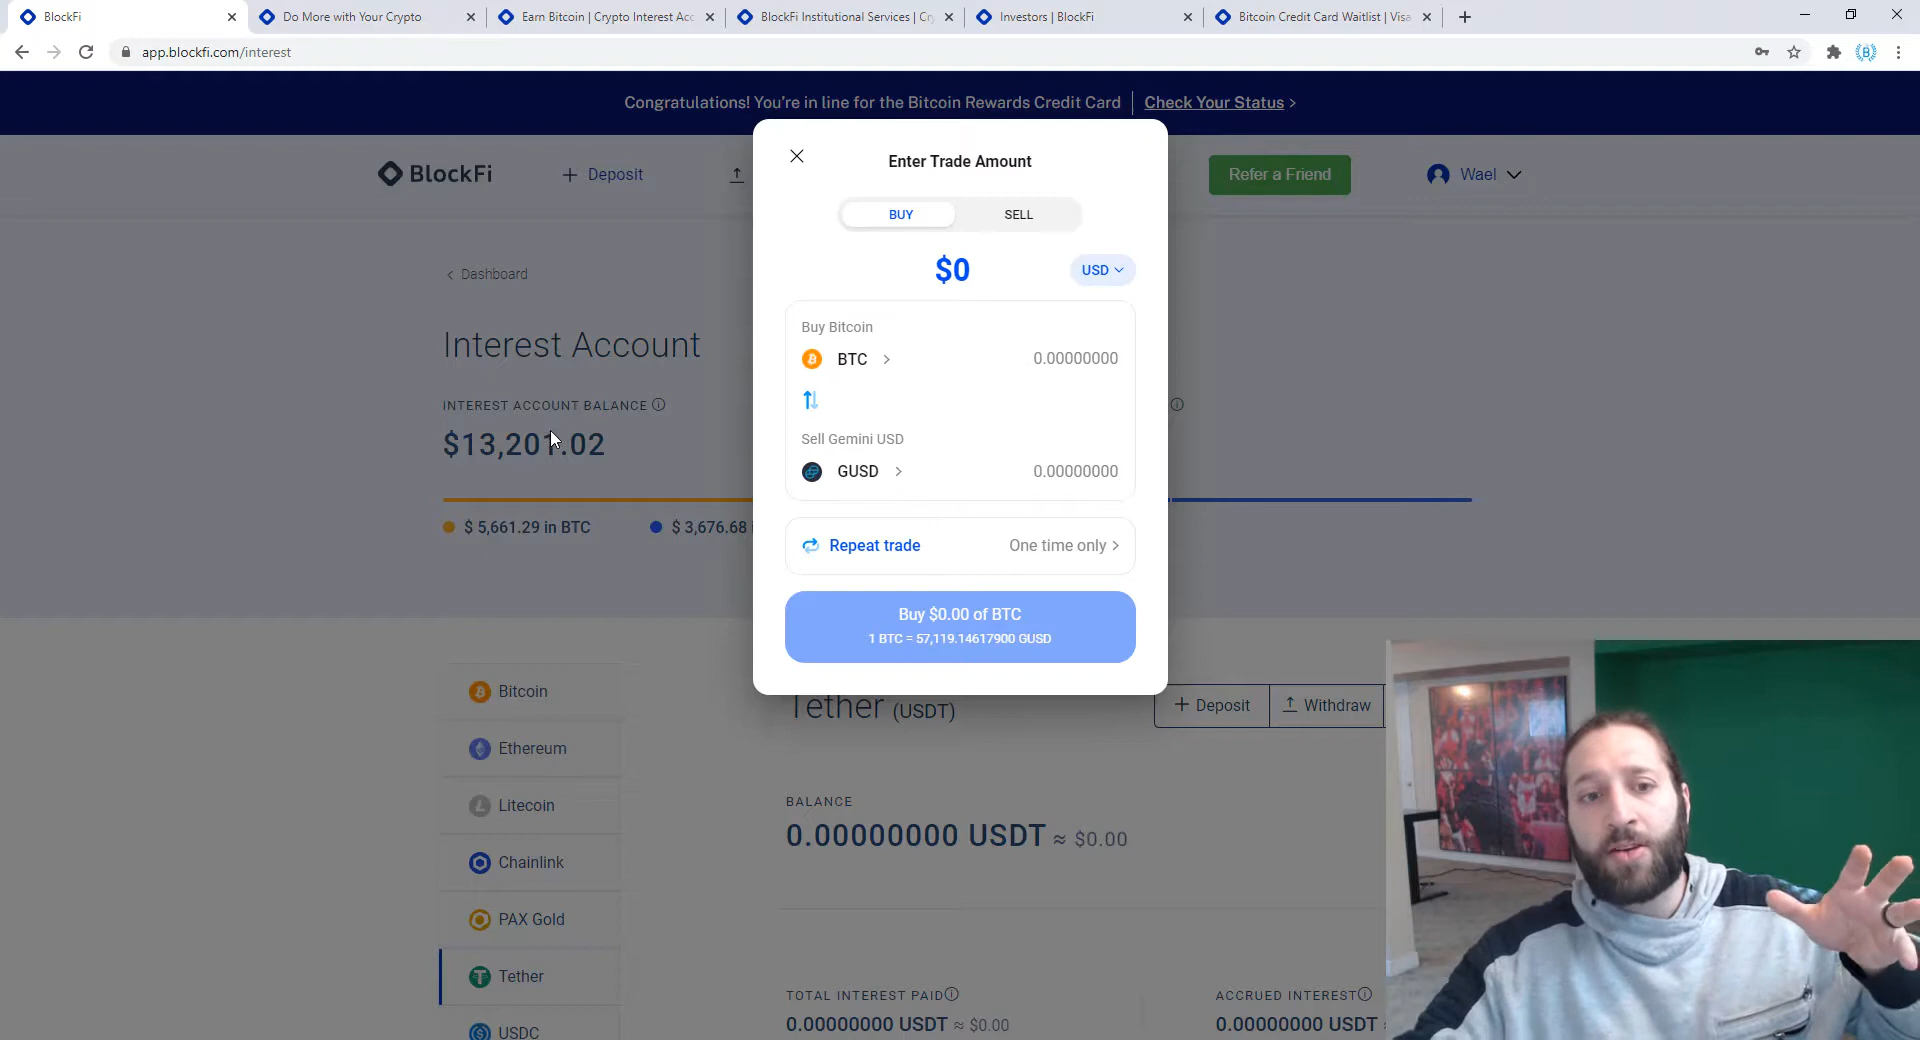 BlockFi
Do More with Your Crypto
Earn Bitcoin | Crypto Interest Acc
BlockFi Institutional Services | Cry
Investors | BlockFi
Bitcoin Credit Card Waitlist | Visa
app.blockfi.com/interest
Congratulations! You're in line for the Bitcoin Rewards Credit Card
Check Your Status >
BlockFi
+ Deposit
Refer a Friend
Wael
Enter Trade Amount
BUY
SELL
$0
USD
Buy Bitcoin
BTC >
0.00000000
Sell Gemini USD
GUSD >
0.00000000
Repeat trade
One time only >
Buy $0.00 of BTC
1 BTC = 57,119.14617900 GUSD
< Dashboard
Interest Account
INTEREST ACCOUNT BALANCE
$13,201.02
$ 5,661.29 in BTC
$ 3,676.68
Bitcoin
Ethereum
Litecoin
Chainlink
PAX Gold
Tether
USDC
Tether (USDT)
+ Deposit
Withdraw
BALANCE
0.00000000 USDT ≈ $0.00
TOTAL INTEREST PAID
0.00000000 USDT ≈ $0.00
ACCRUED INTEREST
0.00000000 USDT